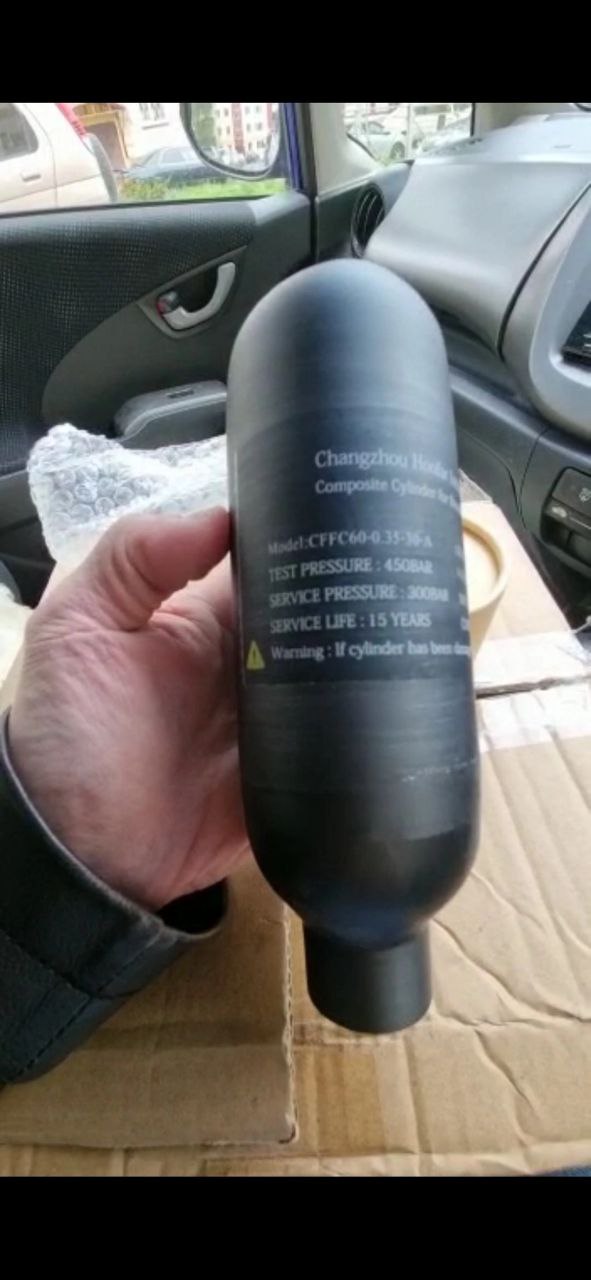 Changzhou
Composite Cylinder for
Model:CFFC60-0.35-30-A
TEST PRESSURE : 450BAR
SERVICE PRESSURE : 300BAR
SERVICE LIFE : 15 YEARS
Warning : If cylinder has been